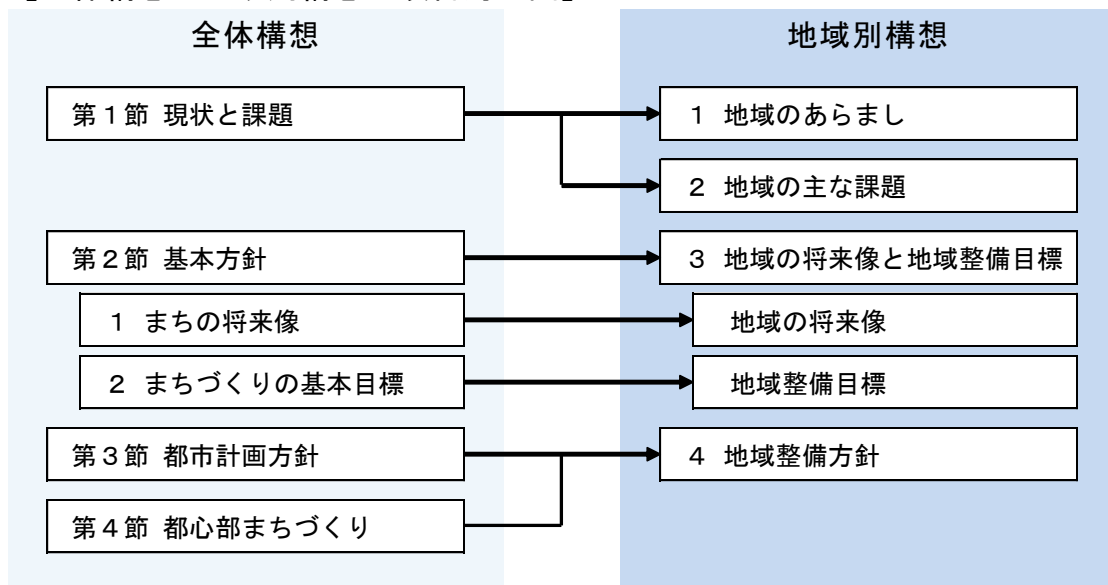 全体構想
第1節 現状と課題
第2節 基本方針
1 まちの将来像
2 まちづくりの基本目標
第3節 都市計画方針
第4節 都心部まちづくり
地域別構想
1 地域のあらまし
2 地域の主な課題
3 地域の将来像と地域整備目標
地域の将来像
地域整備目標
4 地域整備方針